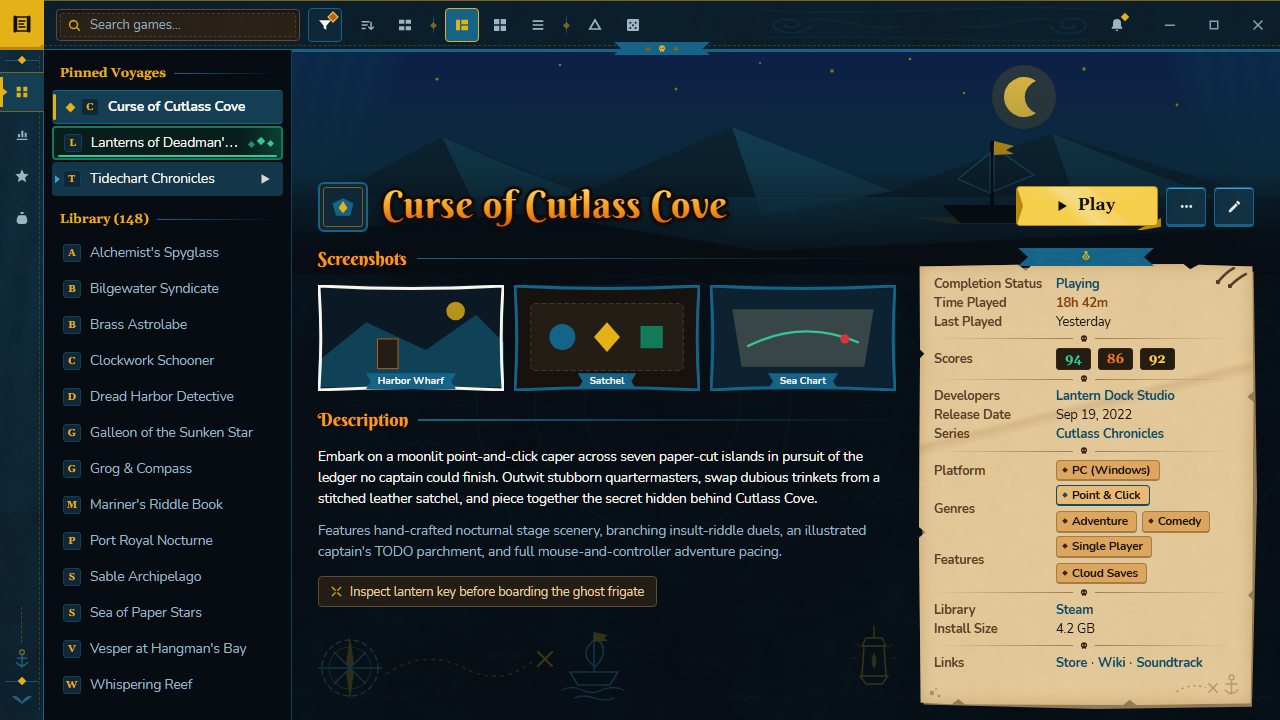 Search games...
Pinned Voyages
C Curse of Cutlass Cove
L Lanterns of Deadman'...
T Tidechart Chronicles
Library (148)
A Alchemist's Spyglass
B Bilgewater Syndicate
B Brass Astrolabe
C Clockwork Schooner
D Dread Harbor Detective
G Galleon of the Sunken Star
G Grog & Compass
M Mariner's Riddle Book
P Port Royal Nocturne
S Sable Archipelago
S Sea of Paper Stars
V Vesper at Hangman's Bay
W Whispering Reef
Curse of Cutlass Cove
Play
Screenshots
Harbor Wharf
Satchel
Sea Chart
Description
Embark on a moonlit point-and-click caper across seven paper-cut islands in pursuit of the
ledger no captain could finish. Outwit stubborn quartermasters, swap dubious trinkets from a
stitched leather satchel, and piece together the secret hidden behind Cutlass Cove.
Features hand-crafted nocturnal stage scenery, branching insult-riddle duels, an illustrated
captain's TODO parchment, and full mouse-and-controller adventure pacing.
Inspect lantern key before boarding the ghost frigate
Completion Status Playing
Time Played 18h 42m
Last Played Yesterday
Scores 94 86 92
Developers Lantern Dock Studio
Release Date Sep 19, 2022
Series Cutlass Chronicles
Platform PC (Windows)
Genres Point & Click
Adventure Comedy
Features Single Player
Cloud Saves
Library Steam
Install Size 4.2 GB
Links Store · Wiki · Soundtrack